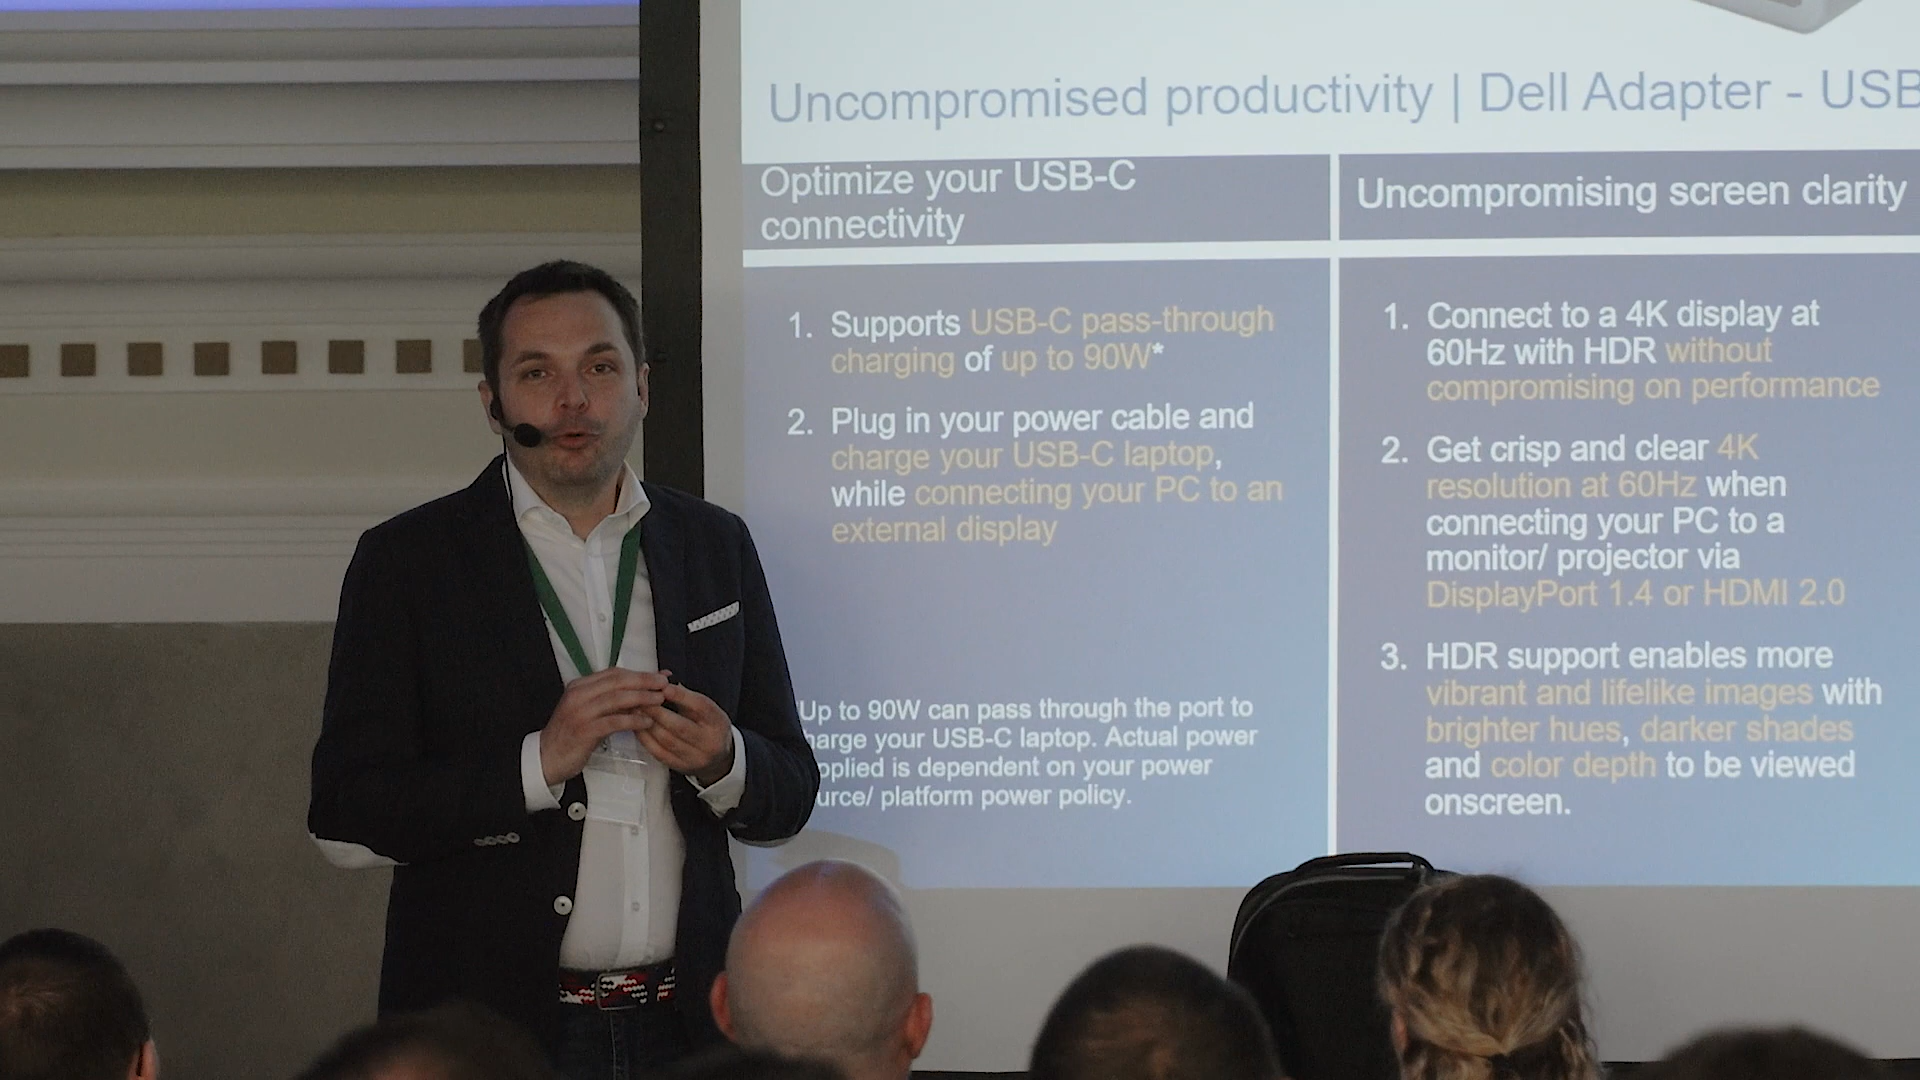 Uncompromised productivity | Dell Adapter - USB
Optimize your USB-C
connectivity
1. Supports USB-C pass-through
charging of up to 90W*
2. Plug in your power cable and
charge your USB-C laptop,
while connecting your PC to an
external display
Up to 90W can pass through the port to
harge your USB-C laptop. Actual power
pplied is dependent on your power
urce/ platform power policy.
Uncompromising screen clarity
1. Connect to a 4K display at
60Hz with HDR without
compromising on performance
2. Get crisp and clear 4K
resolution at 60Hz when
connecting your PC to a
monitor/ projector via
DisplayPort 1.4 or HDMI 2.0
3. HDR support enables more
vibrant and lifelike images with
brighter hues, darker shades
and color depth to be viewed
onscreen.